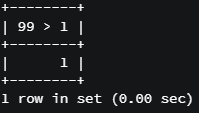 +--------+
| 99 > 1 |
+--------+
|      1 |
+--------+
1 row in set (0.00 sec)